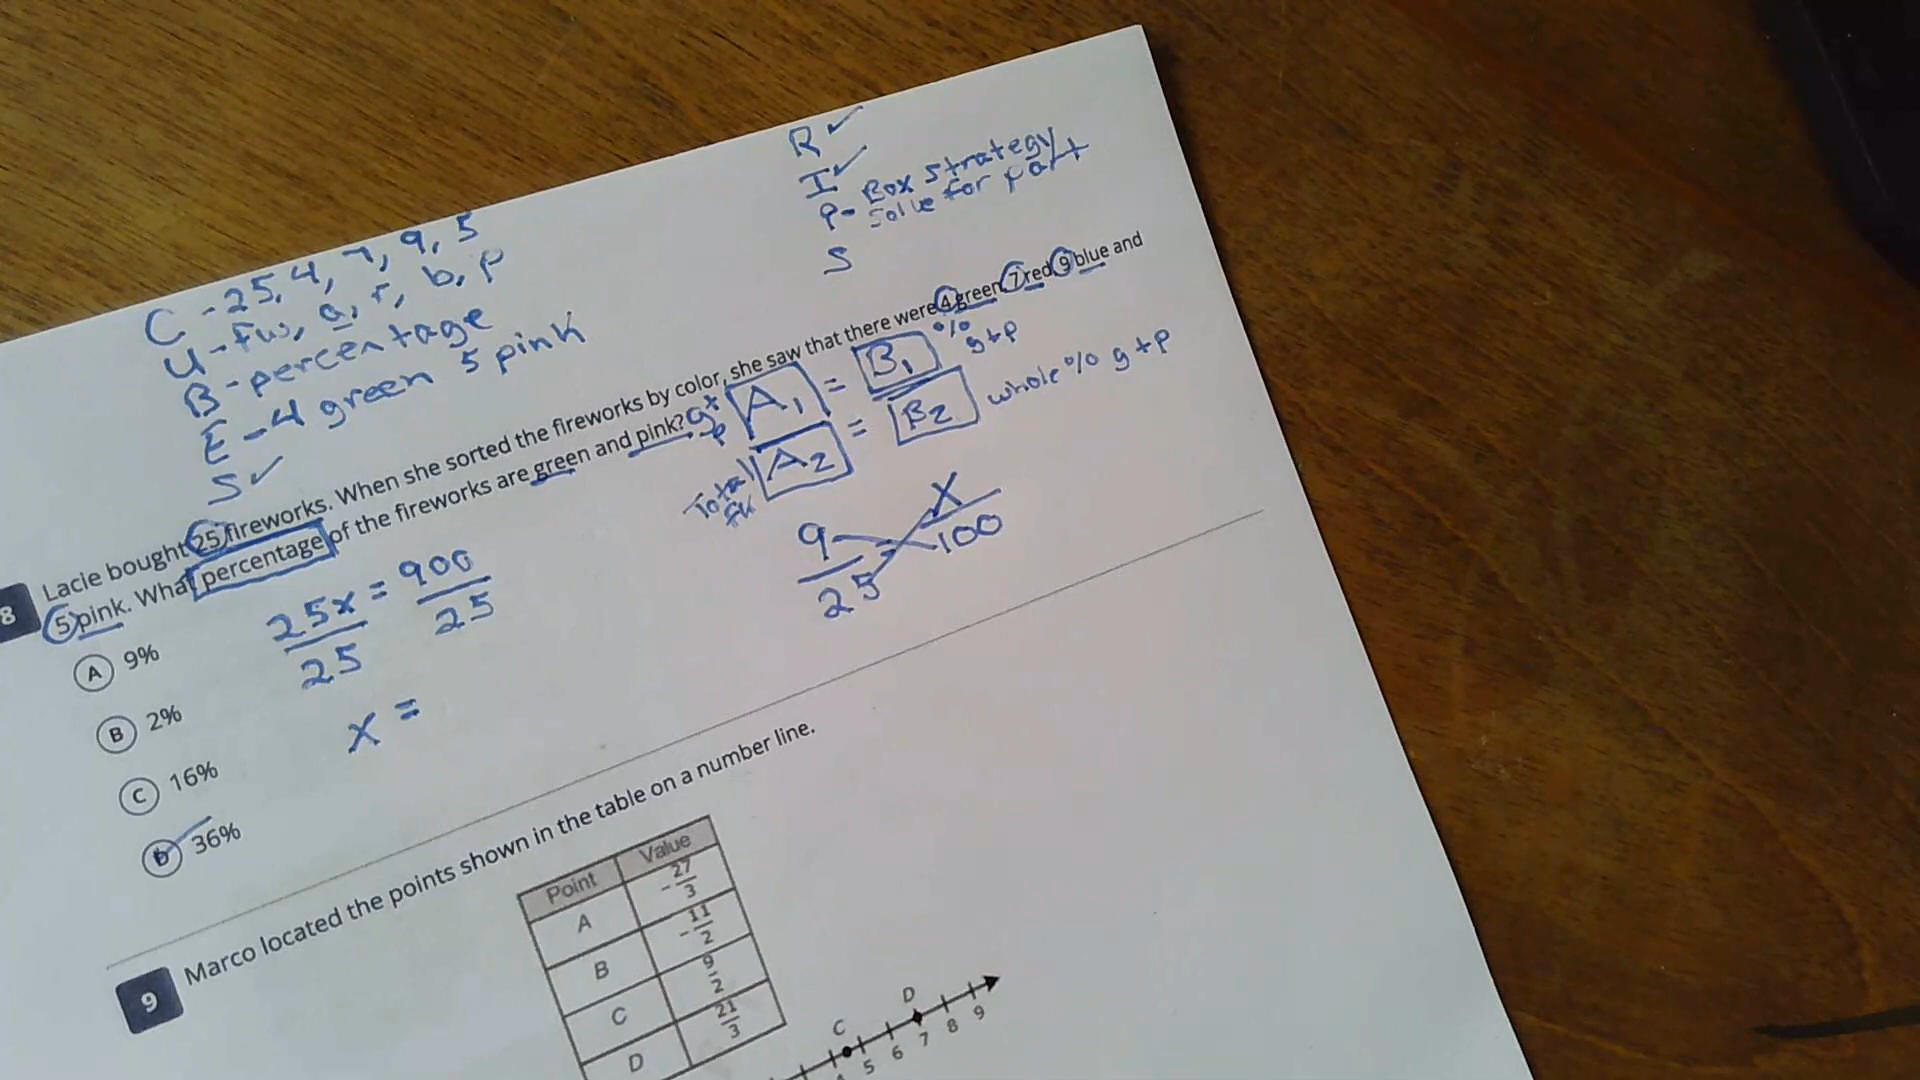 R ✓
I ✓
P- Box strategy
solve for part
S
C - 25, 4, 7, 9, 5
U - fw, g, r, b, p
B - percentage
E - 4 green 5 pink
S ✓
8 Lacie bought 25 fireworks. When she sorted the fireworks by color, she saw that there were 4 green, 7 red, 9 blue and
5 pink. What percentage of the fireworks are green and pink?
g + p A1 = B1 % g+p
Total A2 = B2 whole % g+p
9/25 = x/100
25x/25 = 900/25
x =
A 9%
B 2%
C 16%
D 36%
9 Marco located the points shown in the table on a number line.
Point Value
A -27/3
B -11/2
C 9/2
D 21/3
C D
5 6 7 8 9